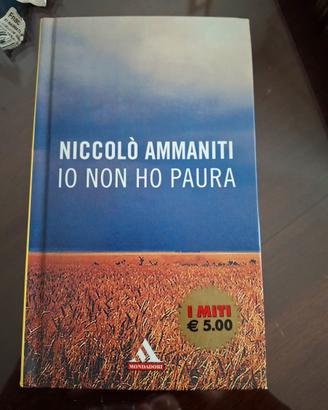 NICCOLÒ AMMANITI
IO NON HO PAURA
I MITI
€ 5.00
MONDADORI